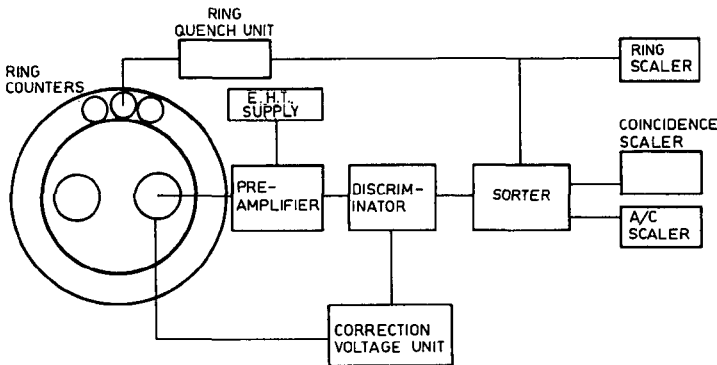 RING
QUENCH UNIT
RING
COUNTERS
RING
SCALER
E.H.T.
SUPPLY
COINCIDENCE
SCALER
PRE-
AMPLIFIER
DISCRIM-
INATOR
SORTER
A/C
SCALER
CORRECTION
VOLTAGE UNIT